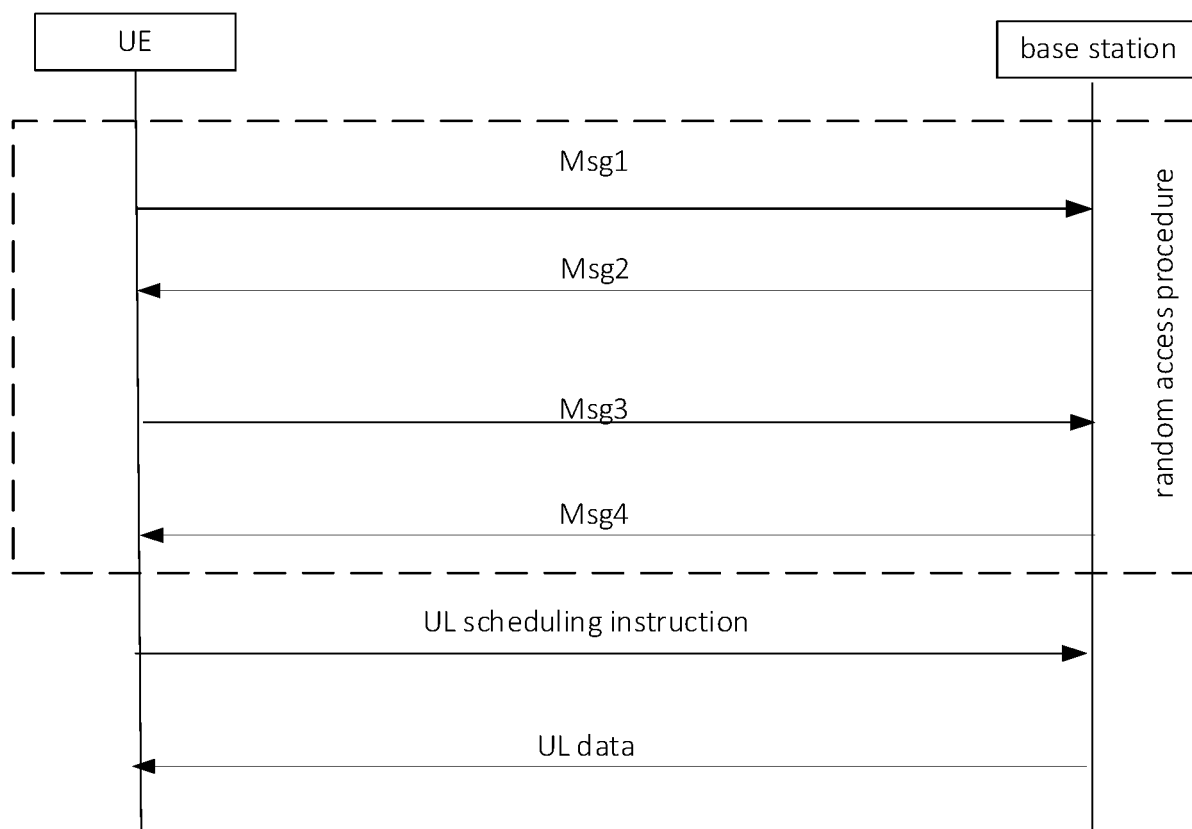 UE
base station
Msg1
Msg2
Msg3
Msg4
random access procedure
UL scheduling instruction
UL data